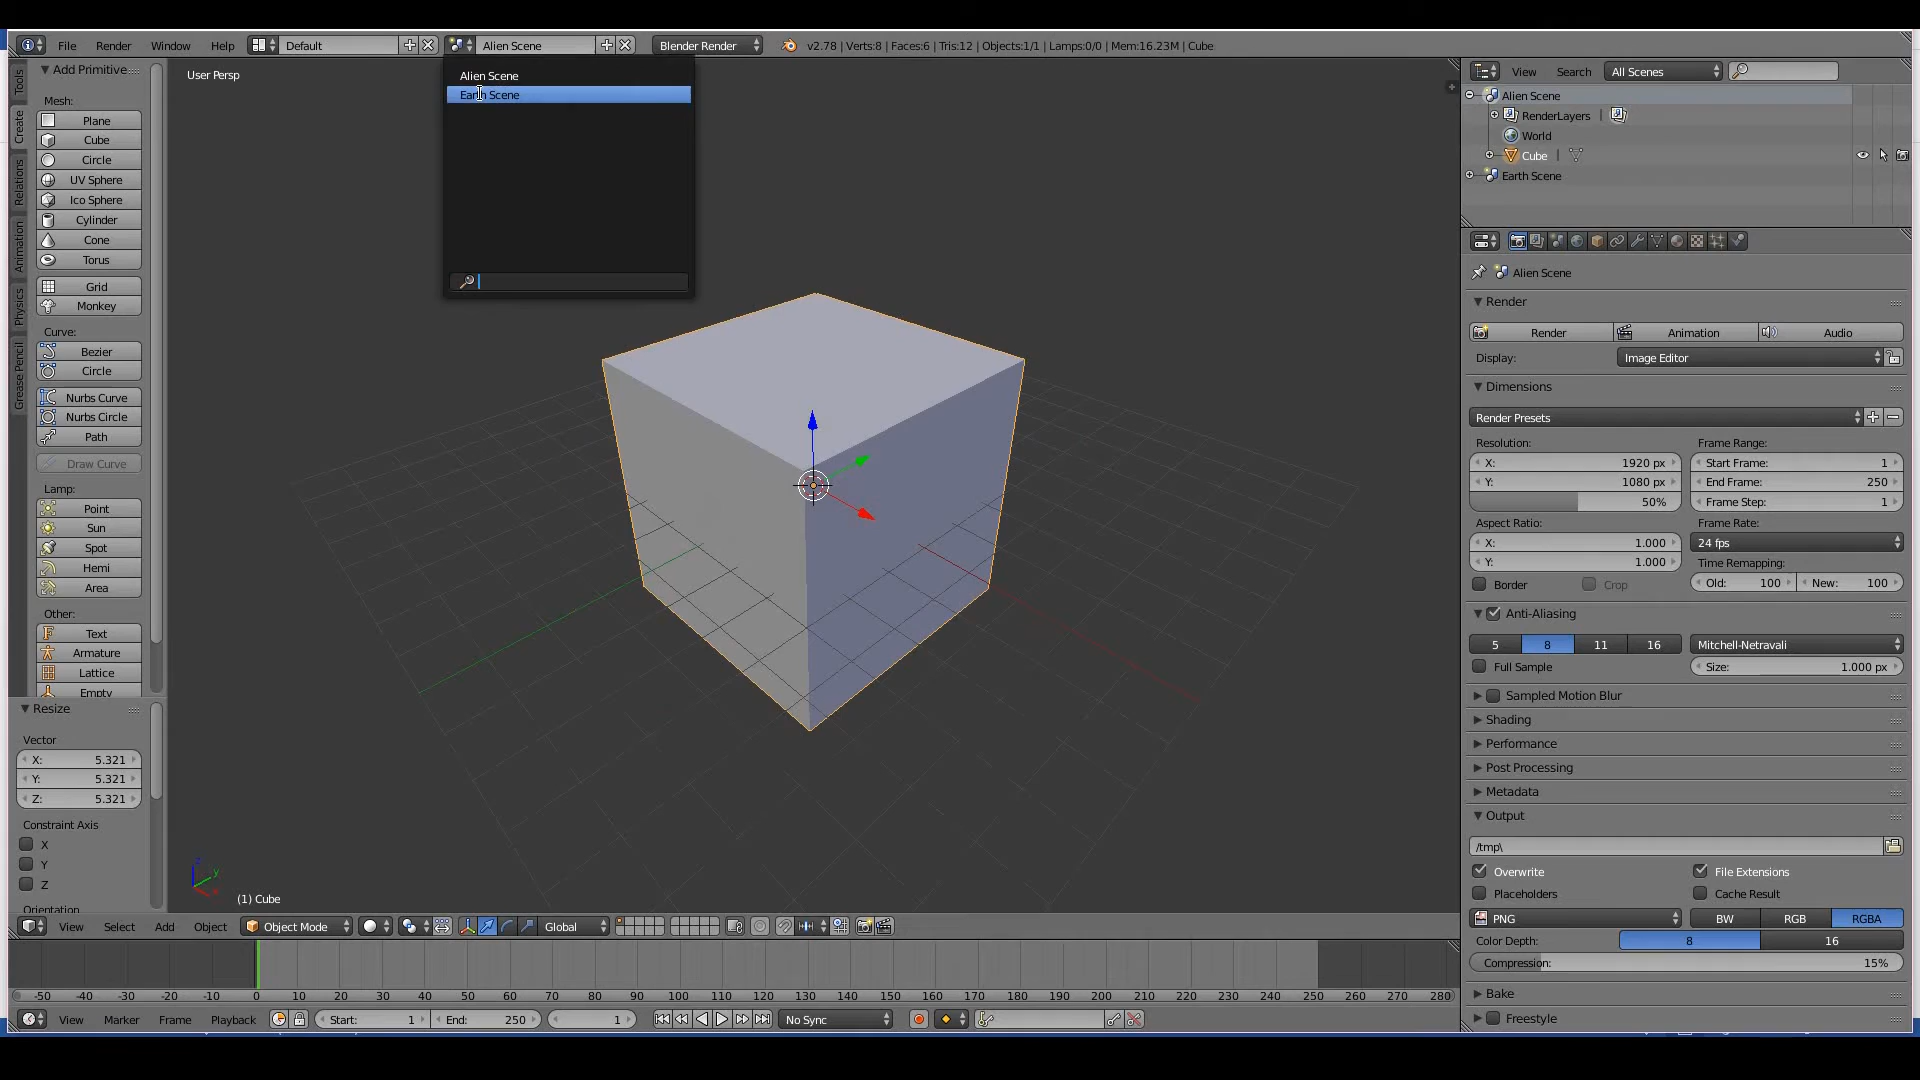 File Render Window Help Default Alien Scene Blender Render v2.78 | Verts:8 | Faces:6 | Tris:12 | Objects:1/1 | Lamps:0/0 | Mem:16.23M | Cube
Alien Scene
Earth Scene
User Persp
Tools
Create
Relations
Animation
Physics
Grease Pencil
Add Primitive
Mesh:
Plane
Cube
Circle
UV Sphere
Ico Sphere
Cylinder
Cone
Torus
Grid
Monkey
Curve:
Bezier
Circle
Nurbs Curve
Nurbs Circle
Path
Draw Curve
Lamp:
Point
Sun
Spot
Hemi
Area
Other:
Text
Armature
Lattice
Empty
Resize
Vector
X: 5.321
Y: 5.321
Z: 5.321
Constraint Axis
X
Y
Z
Orientation
z
y
x
(1) Cube
View Select Add Object Object Mode Global
-50 -40 -30 -20 -10 0 10 20 30 40 50 60 70 80 90 100 110 120 130 140 150 160 170 180 190 200 210 220 230 240 250 260 270 280
View Marker Frame Playback Start: 1 End: 250 1 No Sync
View Search All Scenes
Alien Scene
RenderLayers |
World
Cube |
Earth Scene
Alien Scene
Render
Render Animation Audio
Display: Image Editor
Dimensions
Render Presets
Resolution: Frame Range:
X: 1920 px Start Frame: 1
Y: 1080 px End Frame: 250
50% Frame Step: 1
Aspect Ratio: Frame Rate:
X: 1.000 24 fps
Y: 1.000 Time Remapping:
Border Crop Old: 100 New: 100
Anti-Aliasing
5 8 11 16 Mitchell-Netravali
Full Sample Size: 1.000 px
Sampled Motion Blur
Shading
Performance
Post Processing
Metadata
Output
/tmp\
Overwrite File Extensions
Placeholders Cache Result
PNG BW RGB RGBA
Color Depth: 8 16
Compression: 15%
Bake
Freestyle